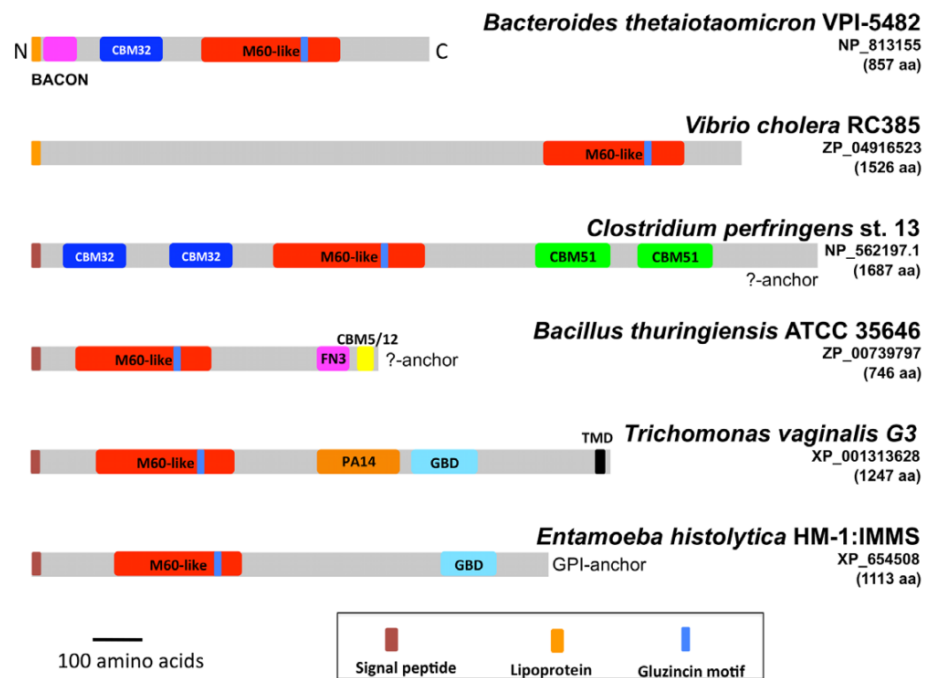 Bacteroides thetaiotaomicron VPI-5482
NP_813155
(857 aa)
N CBM32 M60-like C
BACON
Vibrio cholera RC385
ZP_04916523
(1526 aa)
M60-like
Clostridium perfringens st. 13
NP_562197.1
(1687 aa)
CBM32 CBM32 M60-like CBM51 CBM51
?-anchor
Bacillus thuringiensis ATCC 35646
ZP_00739797
(746 aa)
CBM5/12
M60-like FN3 ?-anchor
Trichomonas vaginalis G3
XP_001313628
(1247 aa)
TMD
M60-like PA14 GBD
Entamoeba histolytica HM-1:IMMS
XP_654508
(1113 aa)
M60-like GBD GPI-anchor
100 amino acids
Signal peptide Lipoprotein Gluzincin motif